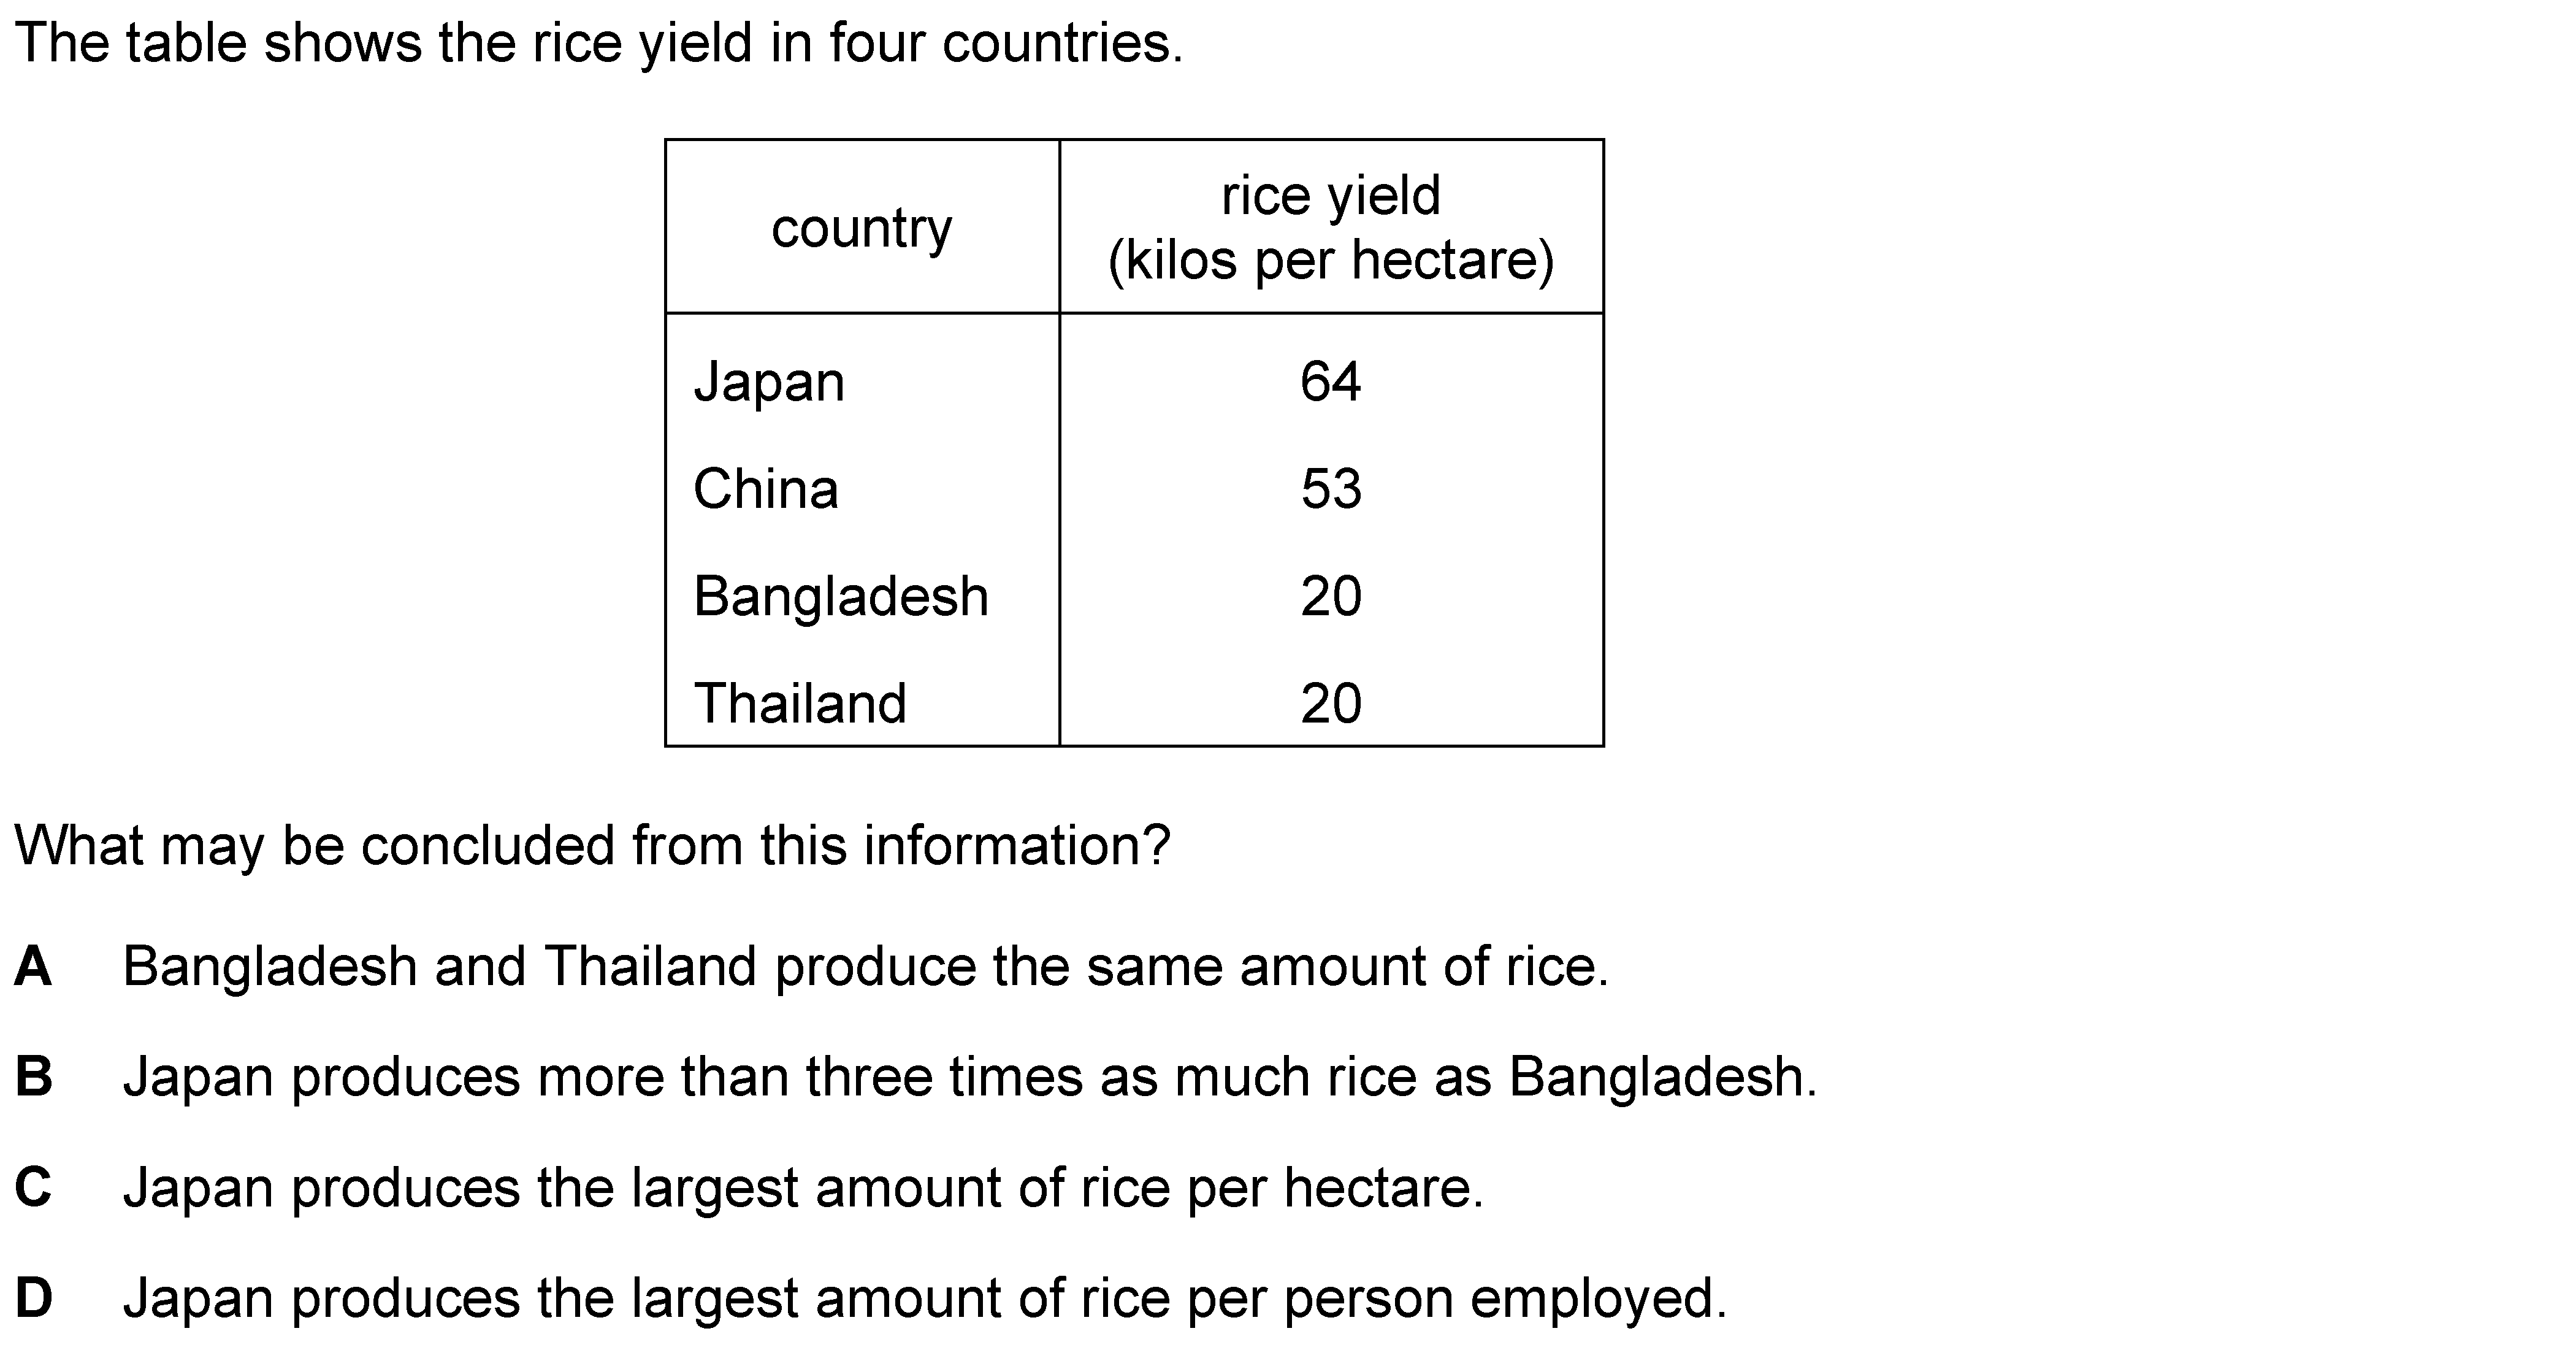 The table shows the rice yield in four countries.
country
rice yield
(kilos per hectare)
Japan 64
China 53
Bangladesh 20
Thailand 20
What may be concluded from this information?
A Bangladesh and Thailand produce the same amount of rice.
B Japan produces more than three times as much rice as Bangladesh.
C Japan produces the largest amount of rice per hectare.
D Japan produces the largest amount of rice per person employed.